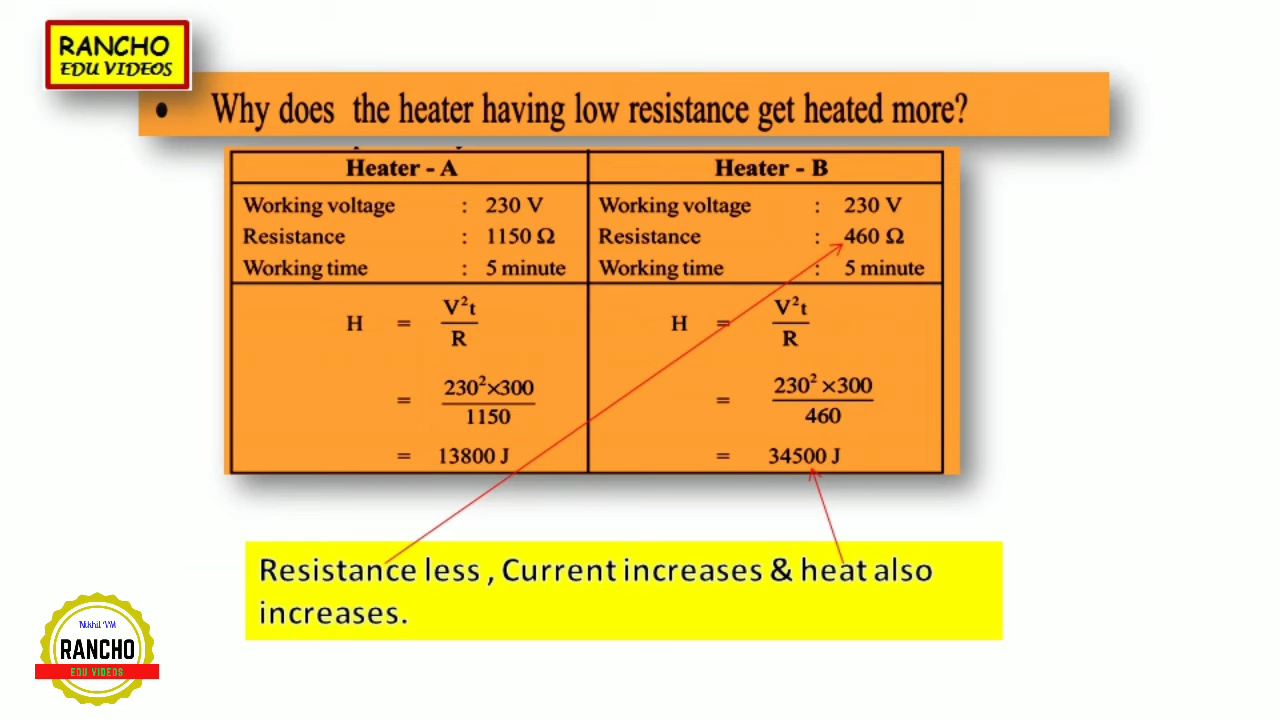 RANCHO
EDU VIDEOS
• Why does the heater having low resistance get heated more?
Heater - A
Working voltage : 230 V
Resistance : 1150 Ω
Working time : 5 minute
H = V²t / R
= 230²×300 / 1150
= 13800 J
Heater - B
Working voltage : 230 V
Resistance : 460 Ω
Working time : 5 minute
H = V²t / R
= 230² ×300 / 460
= 34500 J
Resistance less , Current increases & heat also
increases.
Nikhil VM
RANCHO
EDU VIDEOS